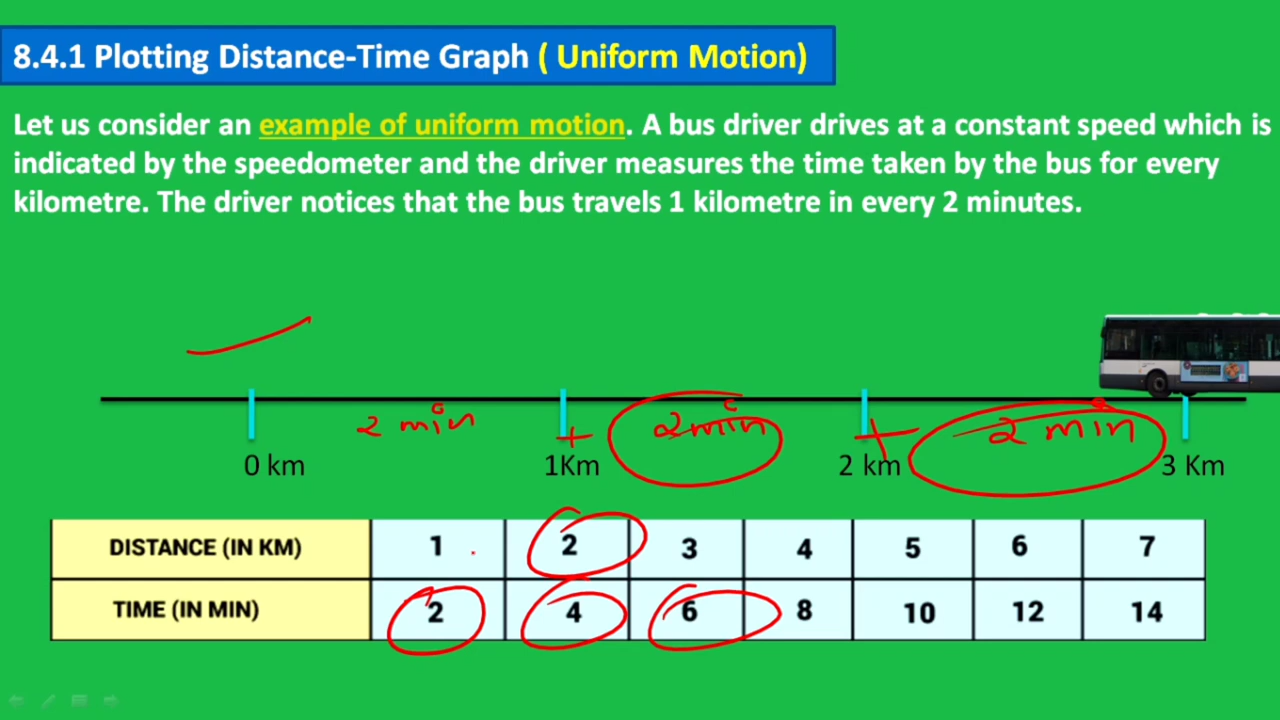 8.4.1 Plotting Distance-Time Graph ( Uniform Motion)
Let us consider an example of uniform motion. A bus driver drives at a constant speed which is
indicated by the speedometer and the driver measures the time taken by the bus for every
kilometre. The driver notices that the bus travels 1 kilometre in every 2 minutes.
2 min + 2 min + 2 min
0 km 1Km 2 km 3 Km
DISTANCE (IN KM) 1 2 3 4 5 6 7
TIME (IN MIN) 2 4 6 8 10 12 14